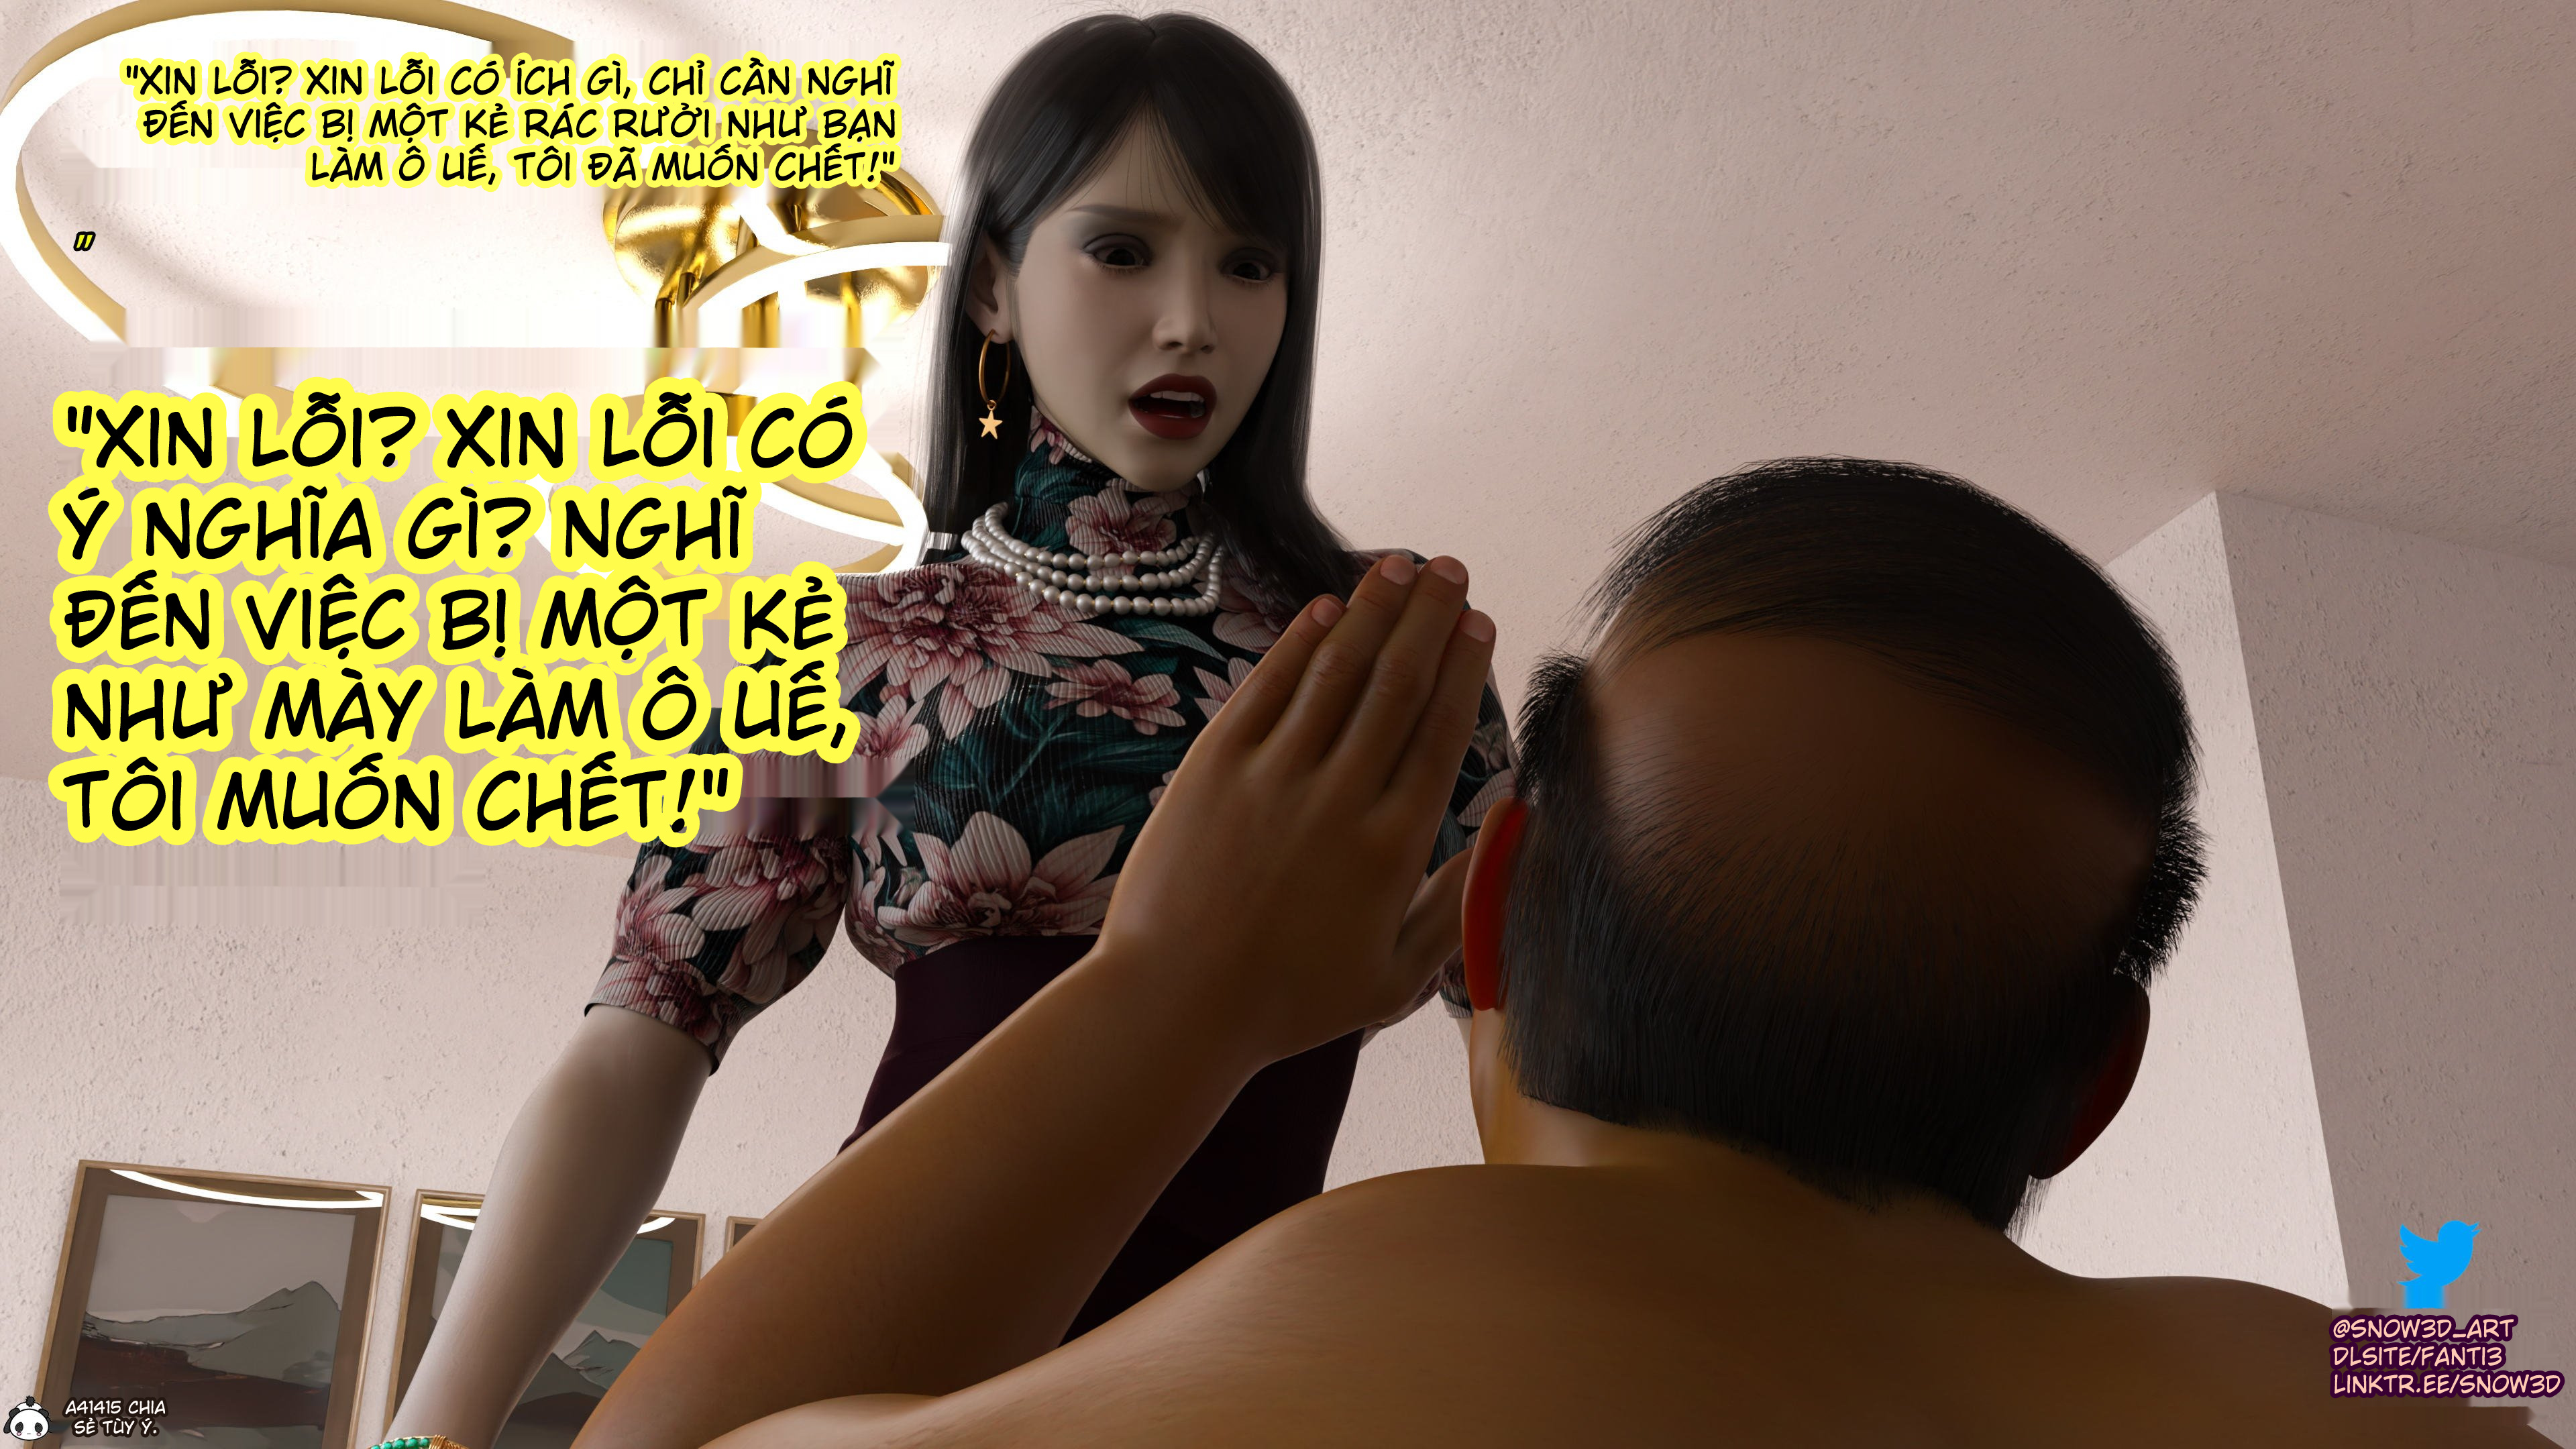 "XIN LỖI? XIN LỖI CÓ ÍCH GÌ, CHỈ CẦN NGHĨ
ĐẾN VIỆC BỊ MỘT KẺ RÁC RƯỞI NHƯ BẠN
LÀM Ô UẾ, TÔI ĐÃ MUỐN CHẾT!"
"
"XIN LỖI? XIN LỖI CÓ
Ý NGHĨA GÌ? NGHĨ
ĐẾN VIỆC BỊ MỘT KẺ
NHƯ MÀY LÀM Ô UẾ,
TÔI MUỐN CHẾT!"
@SNOW3D_ART
DLSITE/FANTI3
LINKTR.EE/SNOW3D
A41415 CHIA
SẺ TÙY Ý.